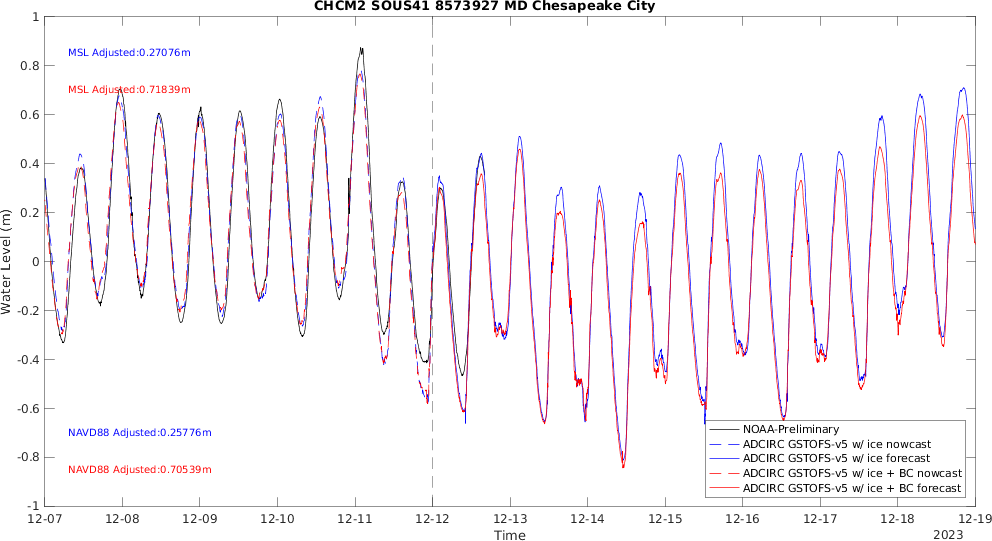 CHCM2 SOUS41 8573927 MD Chesapeake City
1
0.8
0.6
0.4
0.2
0
-0.2
-0.4
-0.6
-0.8
-1
Water Level (m)
MSL Adjusted:0.27076m
MSL Adjusted:0.71839m
NAVD88 Adjusted:0.25776m
NAVD88 Adjusted:0.70539m
NOAA-Preliminary
ADCIRC GSTOFS-v5 w/ ice nowcast
ADCIRC GSTOFS-v5 w/ ice forecast
ADCIRC GSTOFS-v5 w/ ice + BC nowcast
ADCIRC GSTOFS-v5 w/ ice + BC forecast
12-07 12-08 12-09 12-10 12-11 12-12 12-13 12-14 12-15 12-16 12-17 12-18 12-19
Time
2023